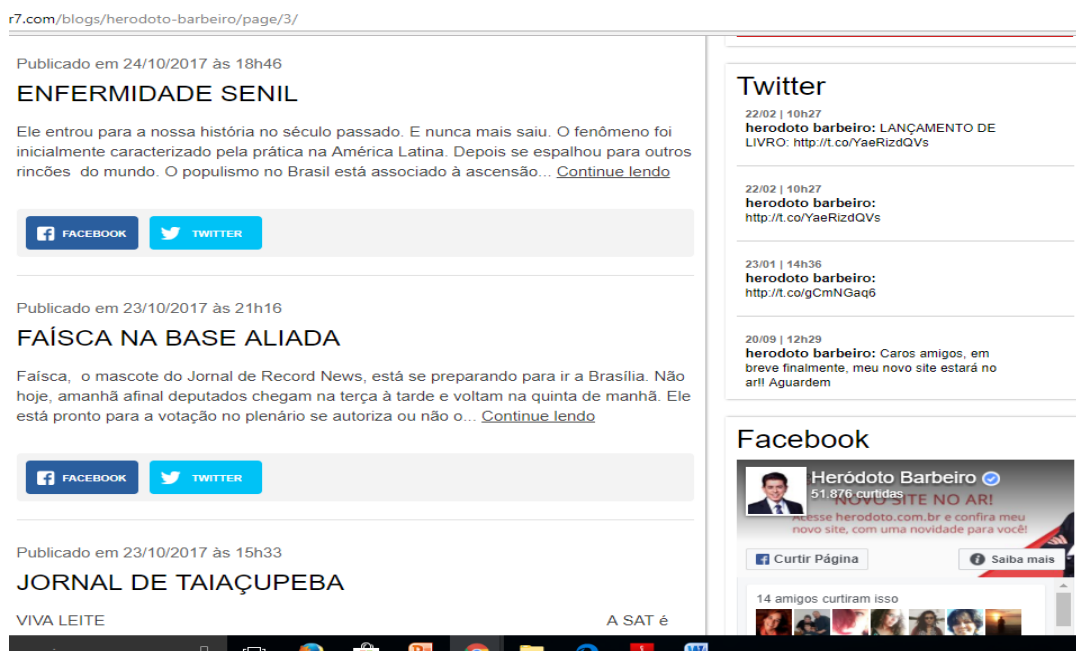 r7.com/blogs/herodoto-barbeiro/page/3/
Publicado em 24/10/2017 às 18h46
ENFERMIDADE SENIL
Ele entrou para a nossa história no século passado. E nunca mais saiu. O fenômeno foi
inicialmente caracterizado pela prática na América Latina. Depois se espalhou para outros
rincões do mundo. O populismo no Brasil está associado à ascensão... Continue lendo
FACEBOOK TWITTER
Publicado em 23/10/2017 às 21h16
FAÍSCA NA BASE ALIADA
Faísca, o mascote do Jornal de Record News, está se preparando para ir a Brasília. Não
hoje, amanhã afinal deputados chegam na terça à tarde e voltam na quinta de manhã. Ele
está pronto para a votação no plenário se autoriza ou não o... Continue lendo
FACEBOOK TWITTER
Publicado em 23/10/2017 às 15h33
JORNAL DE TAIAÇUPEBA
VIVA LEITE A SAT é
Twitter
22/02 | 10h27
herodoto barbeiro: LANÇAMENTO DE
LIVRO: http://t.co/YaeRizdQVs
22/02 | 10h27
herodoto barbeiro:
http://t.co/YaeRizdQVs
23/01 | 14h36
herodoto barbeiro:
http://t.co/gCmNGaq6
20/09 | 12h29
herodoto barbeiro: Caros amigos, em
breve finalmente, meu novo site estará no
ar!! Aguardem
Facebook
Heródoto Barbeiro
51.876 curtidas
NOVO SITE NO AR!
Acesse herodoto.com.br e confira meu
novo site, com uma novidade para você!
Curtir Página
Saiba mais
14 amigos curtiram isso